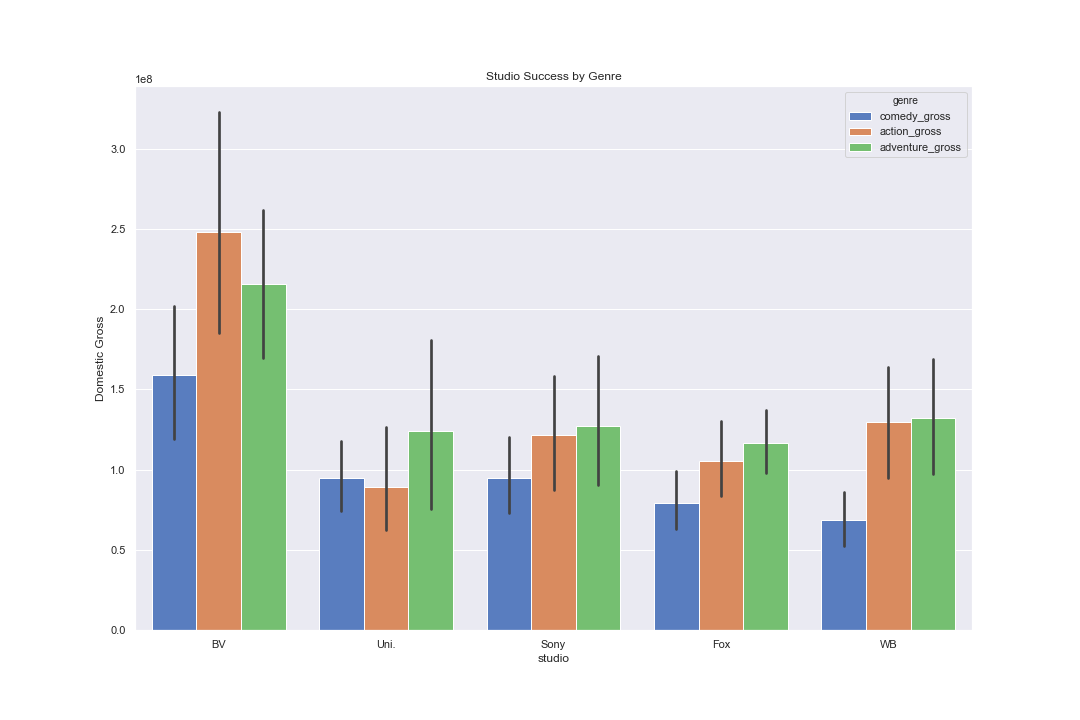 Studio Success by Genre
1e8
genre
comedy_gross
action_gross
adventure_gross
3.0
2.5
2.0
1.5
1.0
0.5
0.0
Domestic Gross
BV Uni. Sony Fox WB
studio